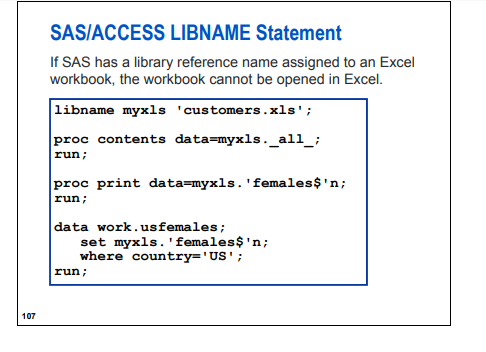 SAS/ACCESS LIBNAME Statement
If SAS has a library reference name assigned to an Excel
workbook, the workbook cannot be opened in Excel.
libname myxls 'customers.xls';
proc contents data=myxls._all_;
run;
proc print data=myxls.'females$'n;
run;
data work.usfemales;
   set myxls.'females$'n;
   where country='US';
run;
107